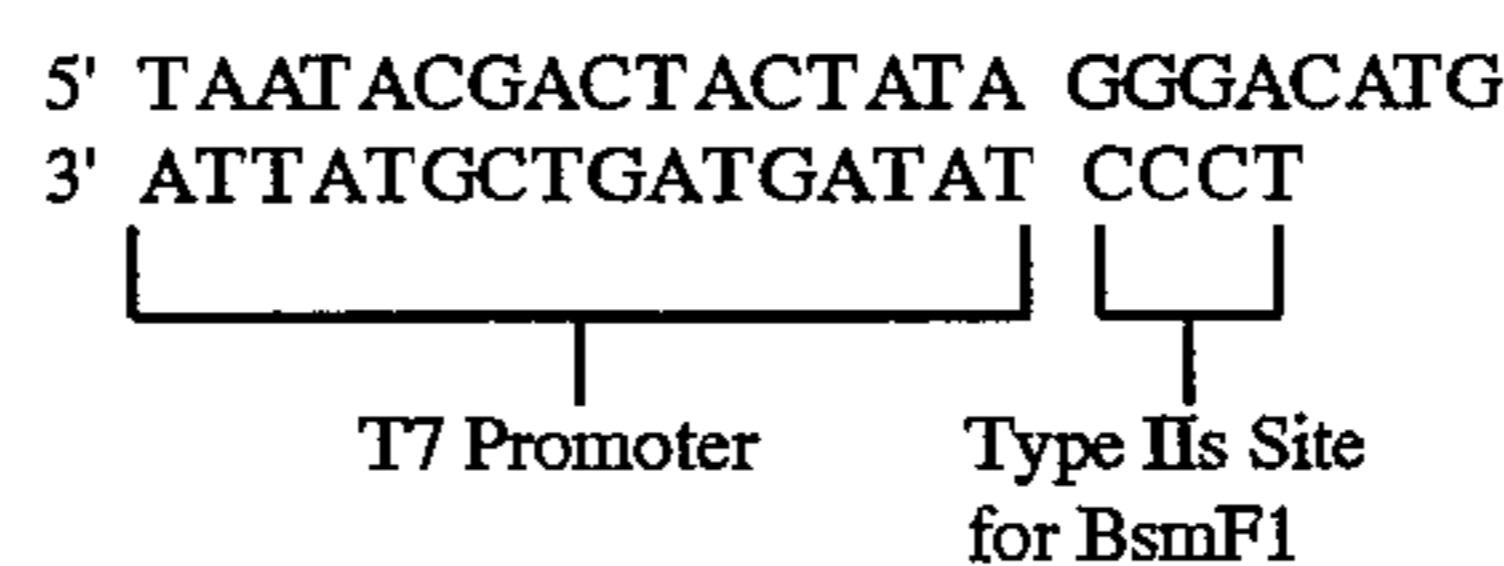 5' TAATACGACTACTATA GGGACATG
3' ATTATGCTGATGATAT CCCT
T7 Promoter
Type IIs Site
for BsmF1